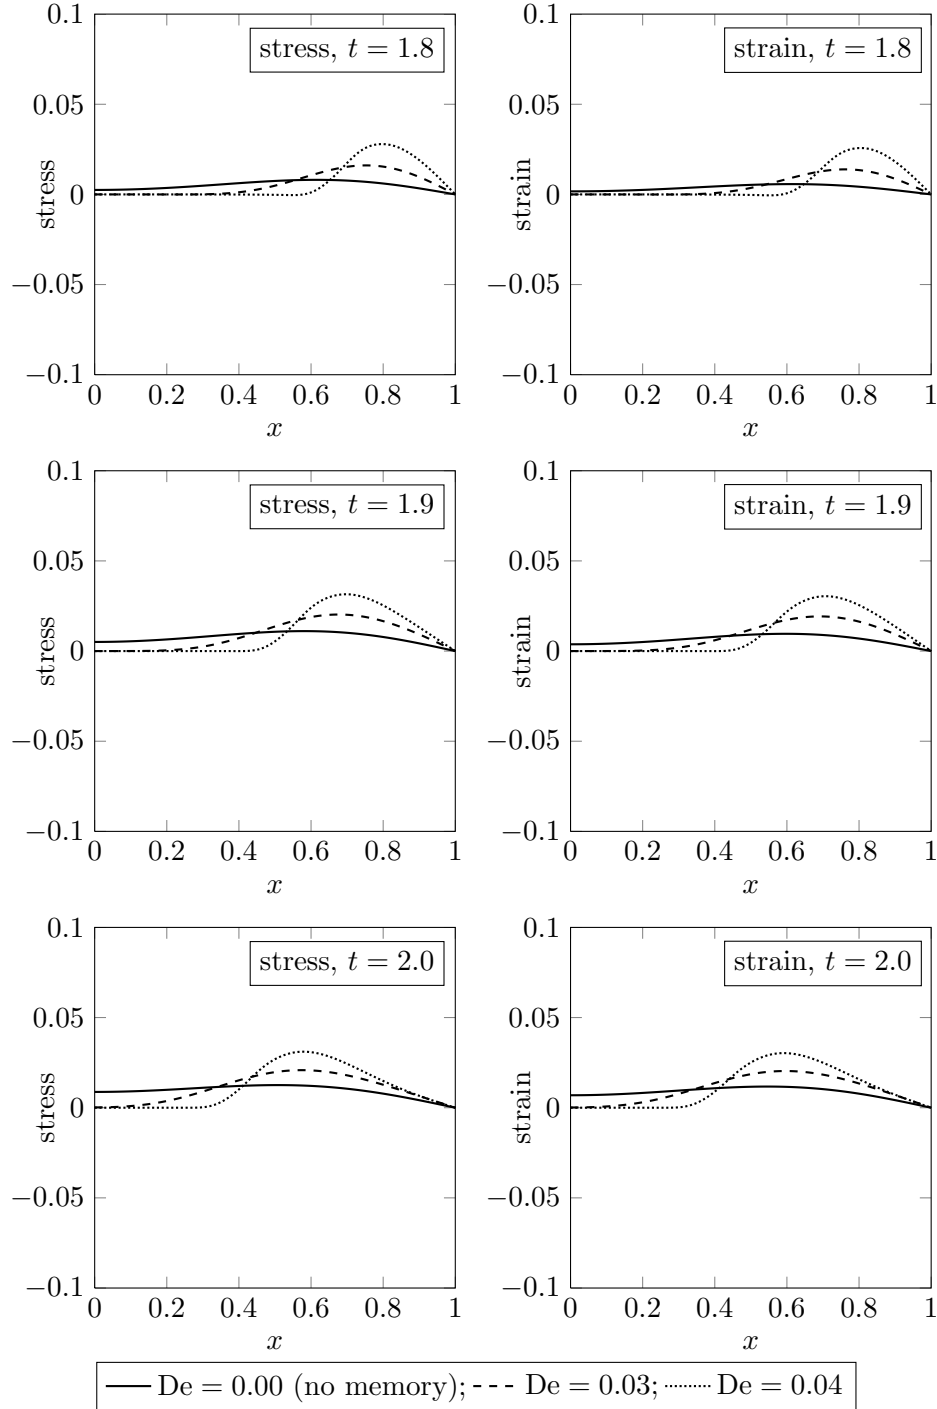 0.1
0.05
0
−0.05
−0.1
stress
stress, t = 1.8
0 0.2 0.4 0.6 0.8 1
x
0.1
0.05
0
−0.05
−0.1
strain
strain, t = 1.8
0 0.2 0.4 0.6 0.8 1
x
0.1
0.05
0
−0.05
−0.1
stress
stress, t = 1.9
0 0.2 0.4 0.6 0.8 1
x
0.1
0.05
0
−0.05
−0.1
strain
strain, t = 1.9
0 0.2 0.4 0.6 0.8 1
x
0.1
0.05
0
−0.05
−0.1
stress
stress, t = 2.0
0 0.2 0.4 0.6 0.8 1
x
0.1
0.05
0
−0.05
−0.1
strain
strain, t = 2.0
0 0.2 0.4 0.6 0.8 1
x
De = 0.00 (no memory); De = 0.03; De = 0.04